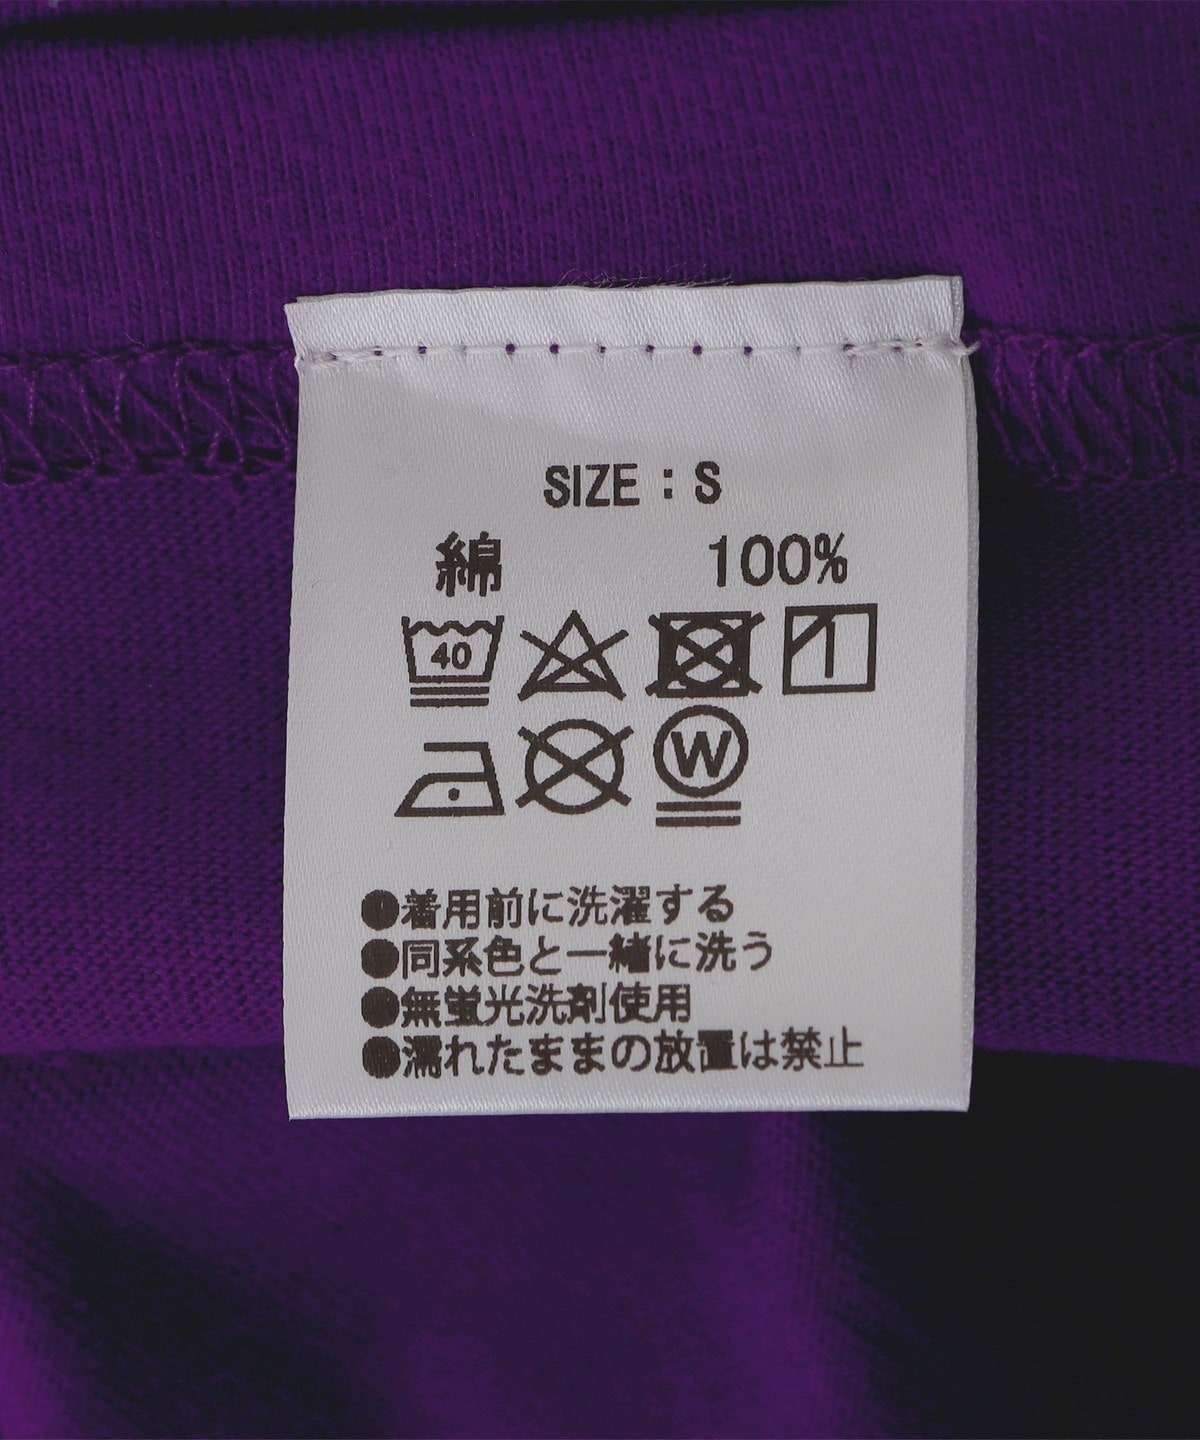 SIZE : S
綿 100%
40
W
●着用前に洗濯する
●同系色と一緒に洗う
●無蛍光洗剤使用
●濡れたままの放置は禁止